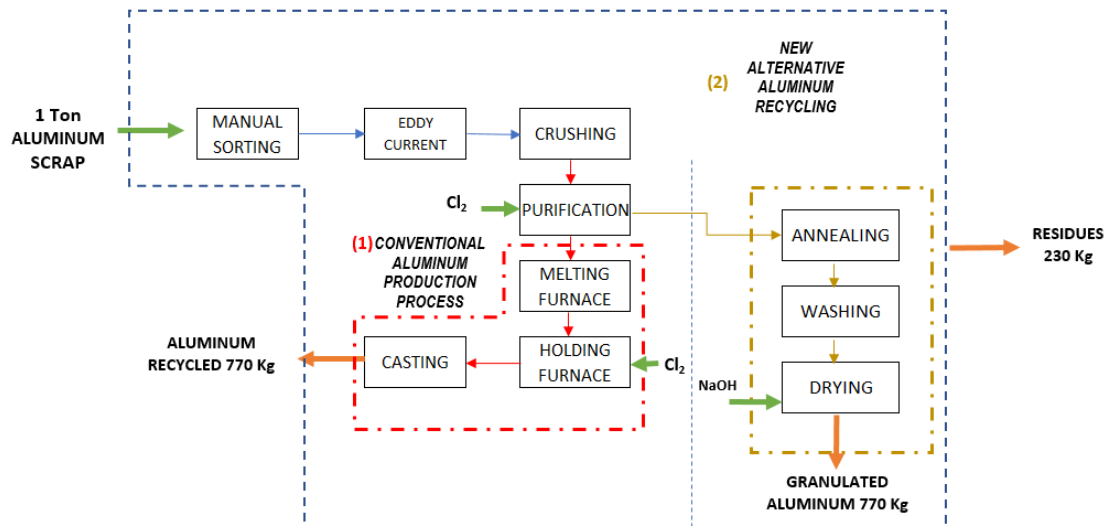 NEW
ALTERNATIVE
ALUMINUM
RECYCLING
(2)
1 Ton
ALUMINUM
SCRAP
MANUAL
SORTING
EDDY
CURRENT
CRUSHING
Cl₂
PURIFICATION
(1) CONVENTIONAL
ALUMINUM
PRODUCTION
PROCESS
ANNEALING
RESIDUES
230 Kg
MELTING
FURNACE
WASHING
ALUMINUM
RECYCLED 770 Kg
CASTING
HOLDING
FURNACE
Cl₂
NaOH
DRYING
GRANULATED
ALUMINUM 770 Kg